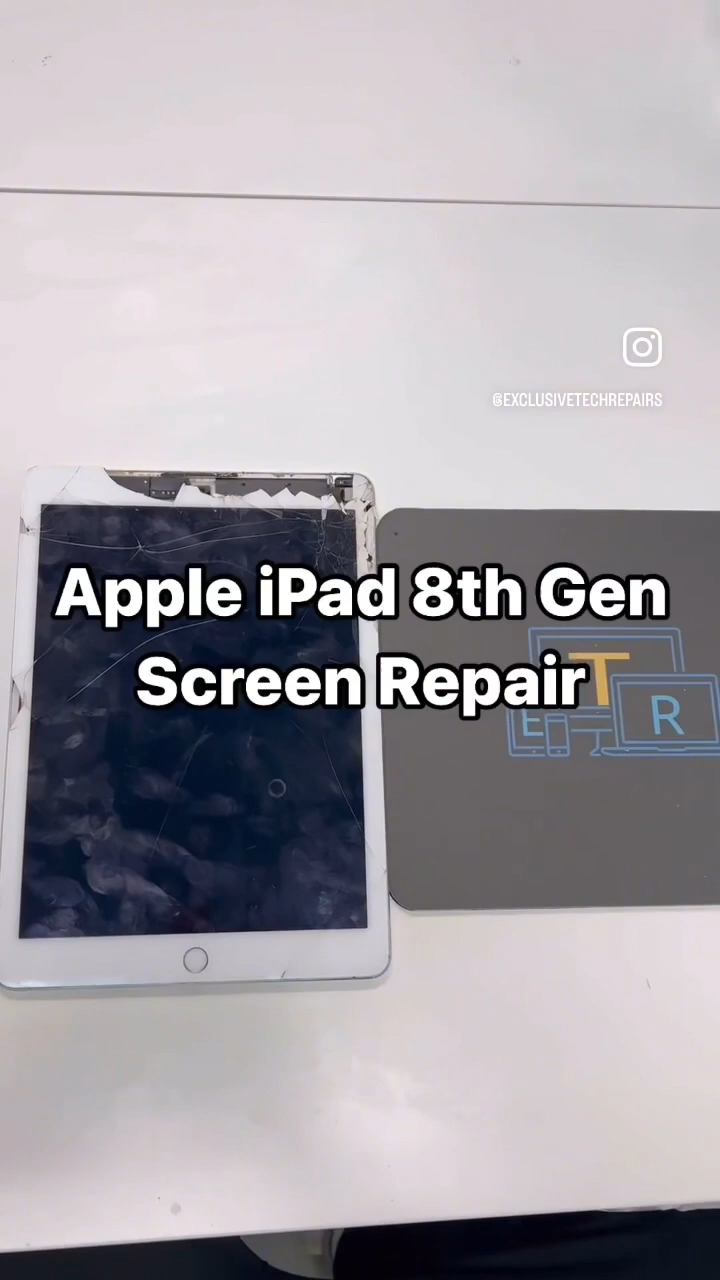 @EXCLUSIVETECHREPAIRS
Apple iPad 8th Gen
Screen Repair
T
E R